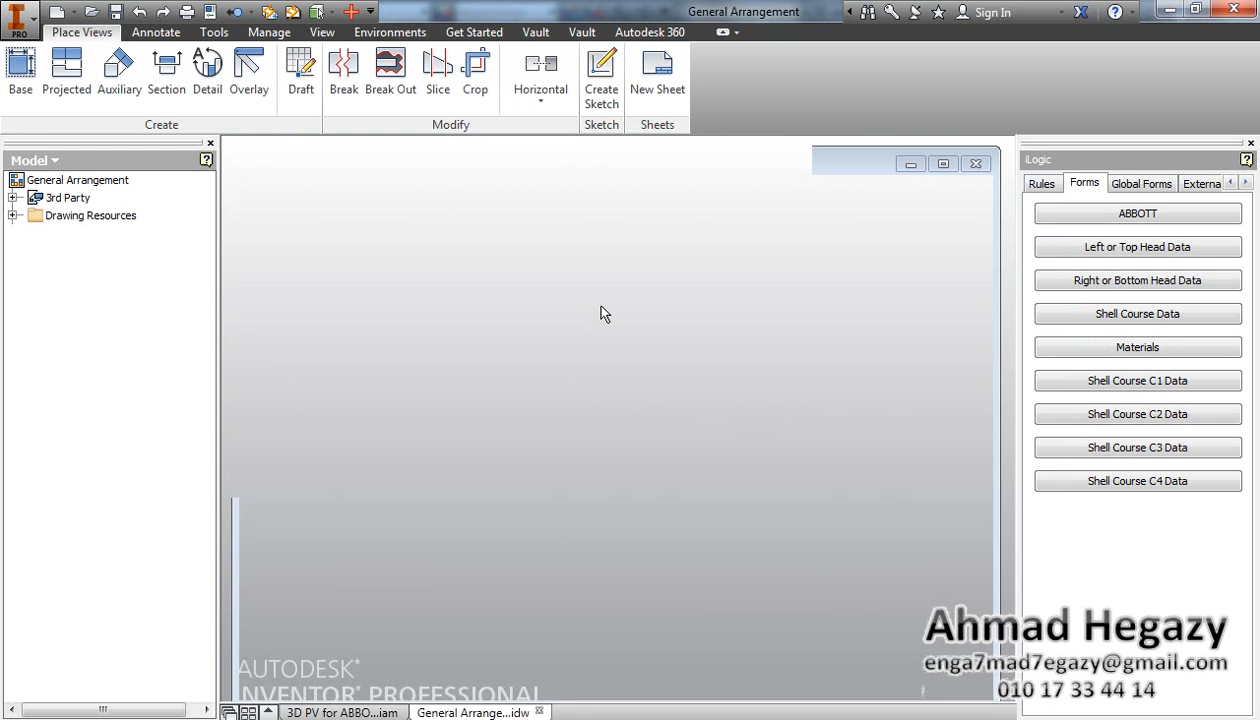 PRO
General Arrangement
Sign In
Place Views
Annotate
Tools
Manage
View
Environments
Get Started
Vault
Vault
Autodesk 360
Base
Projected
Auxiliary
Section
Detail
Overlay
Draft
Break
Break Out
Slice
Crop
Horizontal
Create Sketch
New Sheet
Create
Modify
Sketch
Sheets
Model
General Arrangement
3rd Party
Drawing Resources
iLogic
Rules
Forms
Global Forms
Externa
ABBOTT
Left or Top Head Data
Right or Bottom Head Data
Shell Course Data
Materials
Shell Course C1 Data
Shell Course C2 Data
Shell Course C3 Data
Shell Course C4 Data
Ahmad Hegazy
enga7mad7egazy@gmail.com
010 17 33 44 14
AUTODESK®
INVENTOR PROFESSIONAL
3D PV for ABBO...iam
General Arrange...idw